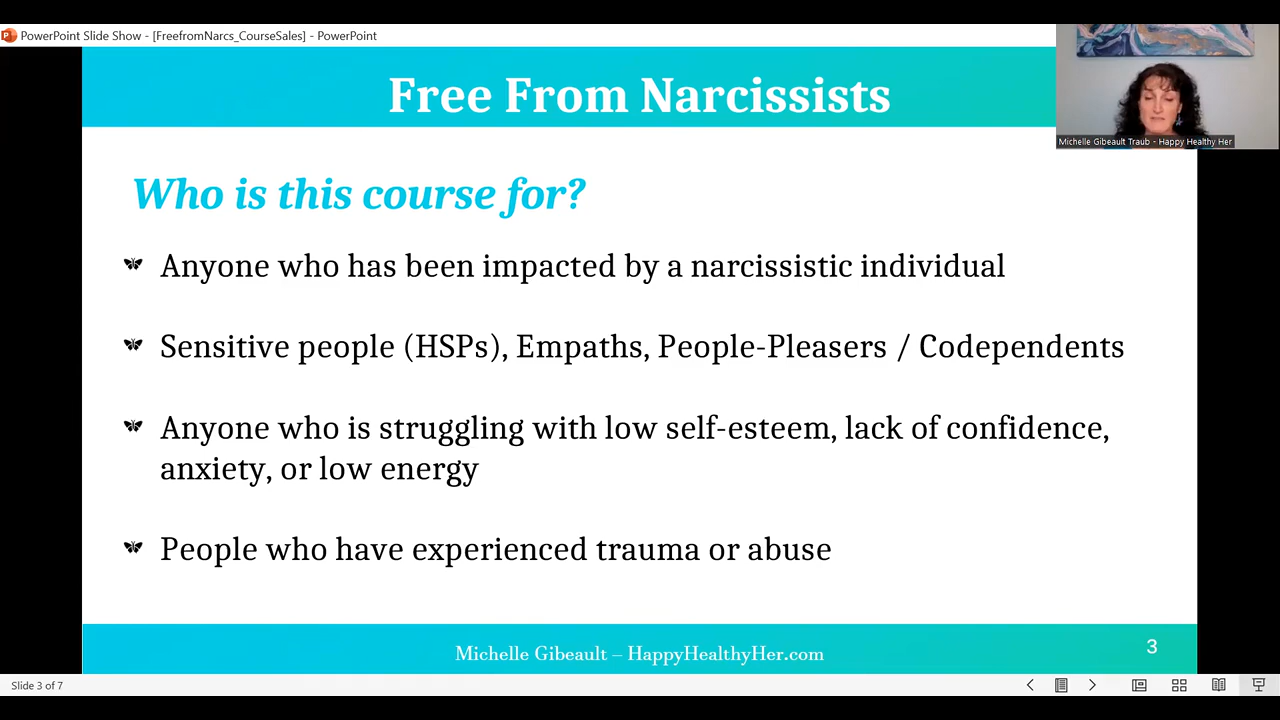 PowerPoint Slide Show - [FreefromNarcs_CourseSales] - PowerPoint
Free From Narcissists
Michelle Gibeault Traub - Happy Healthy Her
Who is this course for?
Anyone who has been impacted by a narcissistic individual
Sensitive people (HSPs), Empaths, People-Pleasers / Codependents
Anyone who is struggling with low self-esteem, lack of confidence,
anxiety, or low energy
People who have experienced trauma or abuse
Michelle Gibeault – HappyHealthyHer.com
3
Slide 3 of 7